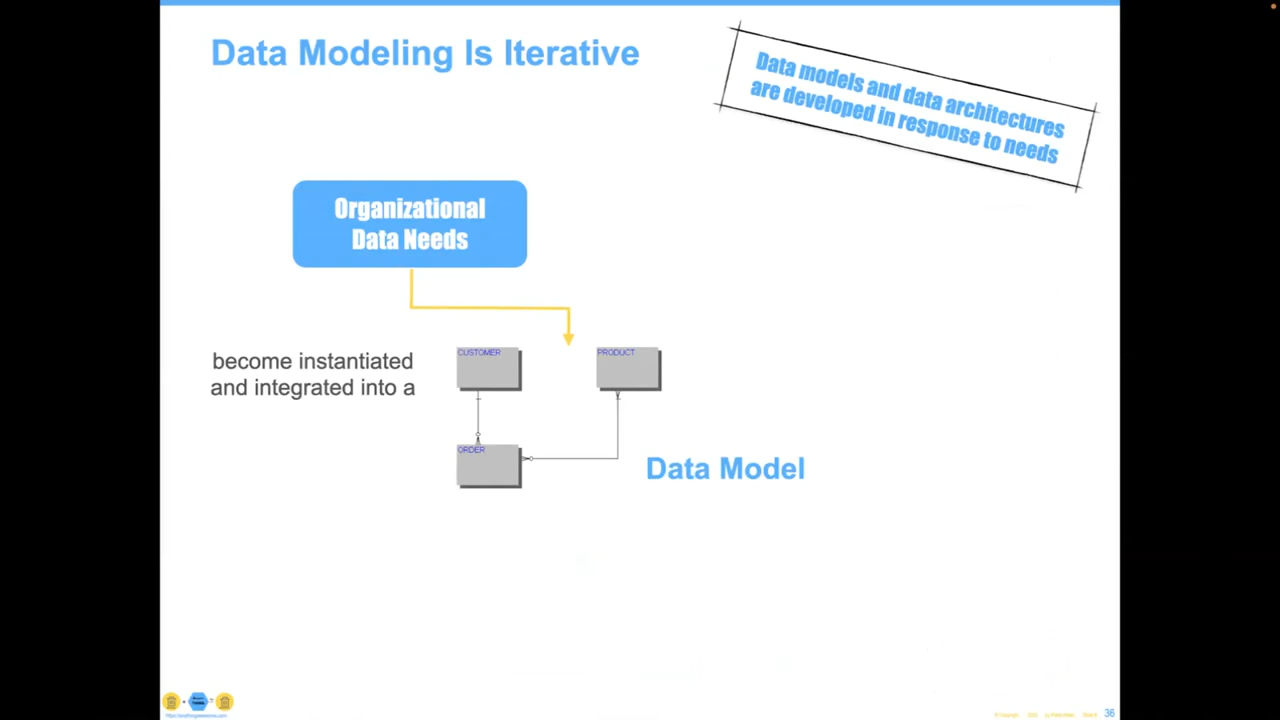 Data Modeling Is Iterative
Data models and data architectures
are developed in response to needs
Organizational
Data Needs
become instantiated
and integrated into a
CUSTOMER
PRODUCT
ORDER
Data Model
36